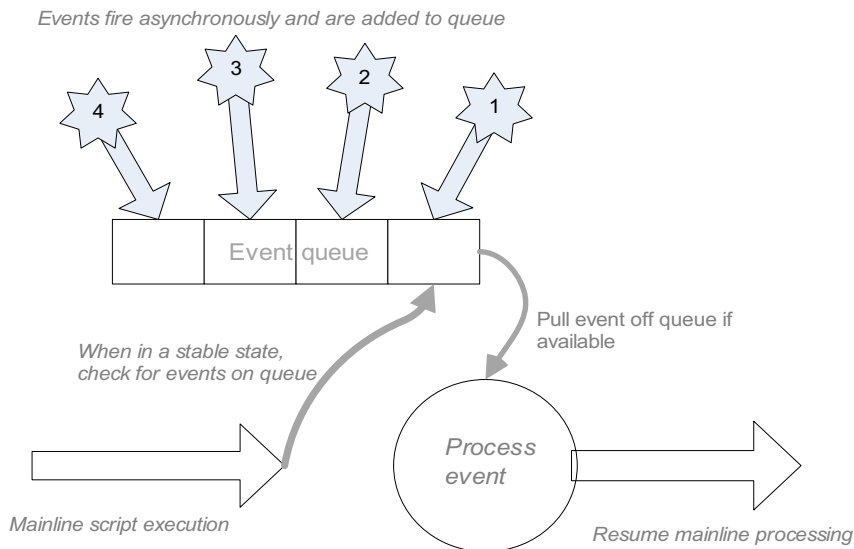 Events fire asynchronously and are added to queue
4
3
2
1
Event queue
Pull event off queue if
available
When in a stable state,
check for events on queue
Process
event
Mainline script execution
Resume mainline processing